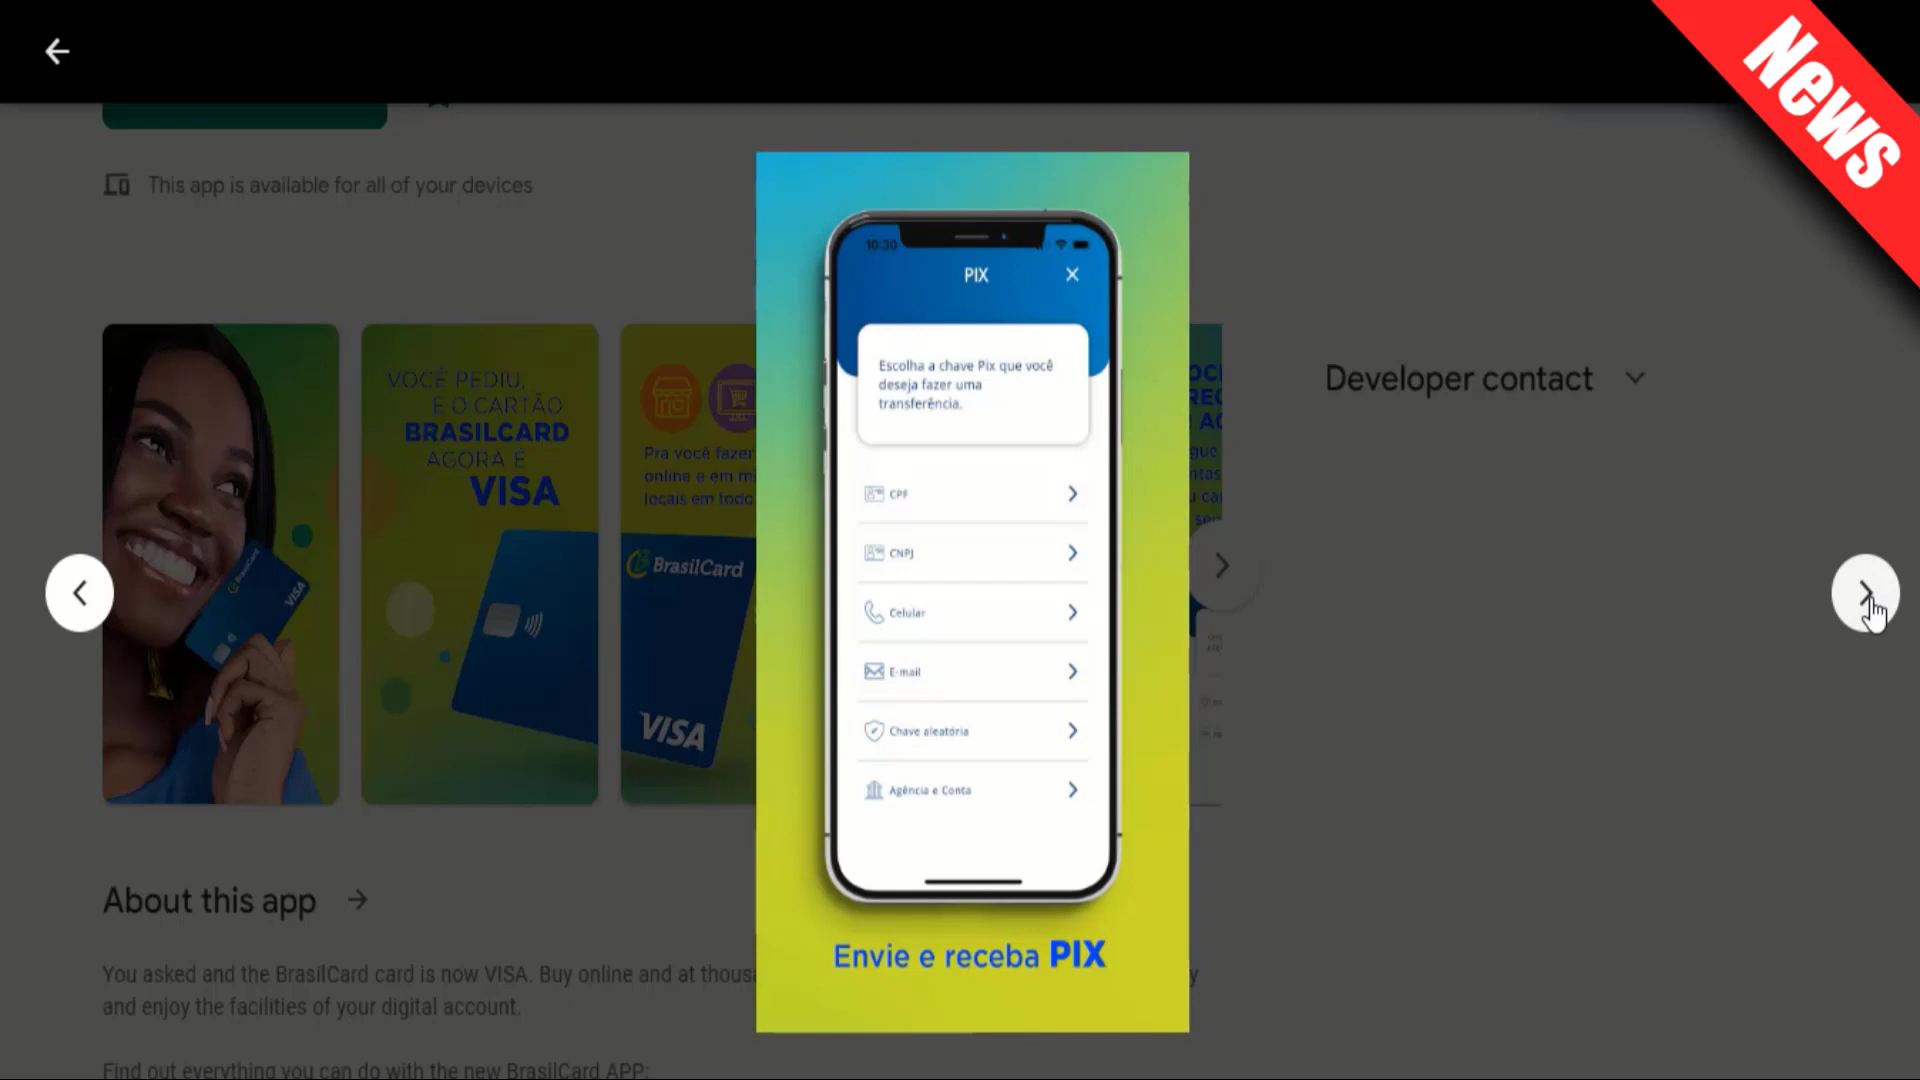 News
This app is available for all of your devices
VOCÊ PEDIU,
E O CARTÃO
BRASILCARD
AGORA É
VISA
Pra você fazer
online e em
locais em todo
BrasilCard
VISA
BrasilCard
VISA
10:30
PIX
Escolha a chave Pix que você
deseja fazer uma
transferência.
CPF
CNPJ
Celular
E-mail
Chave aleatória
Agência e Conta
Envie e receba PIX
Developer contact
About this app
You asked and the BrasilCard card is now VISA. Buy online and at
and enjoy the facilities of your digital account.
Find out everything you can do with the new BrasilCard APP: